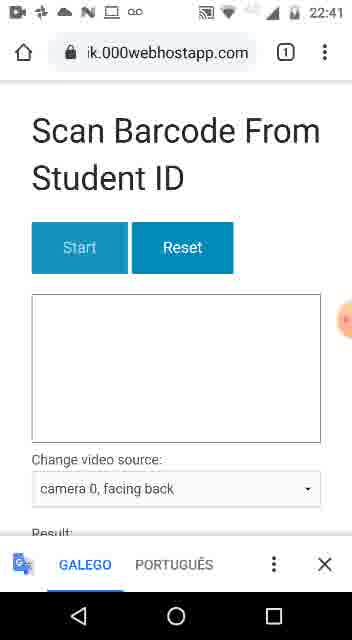 22:41
ik.000webhostapp.com
1
Scan Barcode From
Student ID
Start
Reset
Change video source:
camera 0, facing back
Result:
GALEGO
PORTUGUÊS